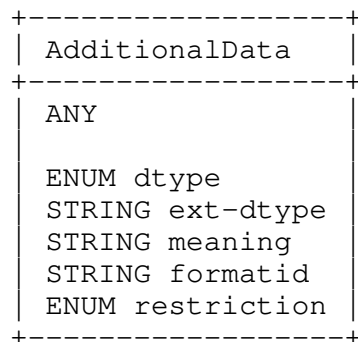 +------------------+
| AdditionalData |
+------------------+
| ANY |
| |
| ENUM dtype |
| STRING ext-dtype |
| STRING meaning |
| STRING formatid |
| ENUM restriction |
+------------------+